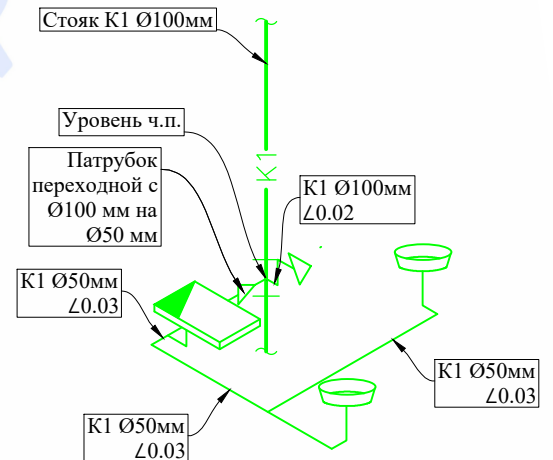 Стояк К1 Ø100мм
Уровень ч.п.
Патрубок
переходной с
Ø100 мм на
Ø50 мм
К1
К1 Ø100мм
∠0.02
К1 Ø50мм
∠0.03
К1 Ø50мм
∠0.03
К1 Ø50мм
∠0.03